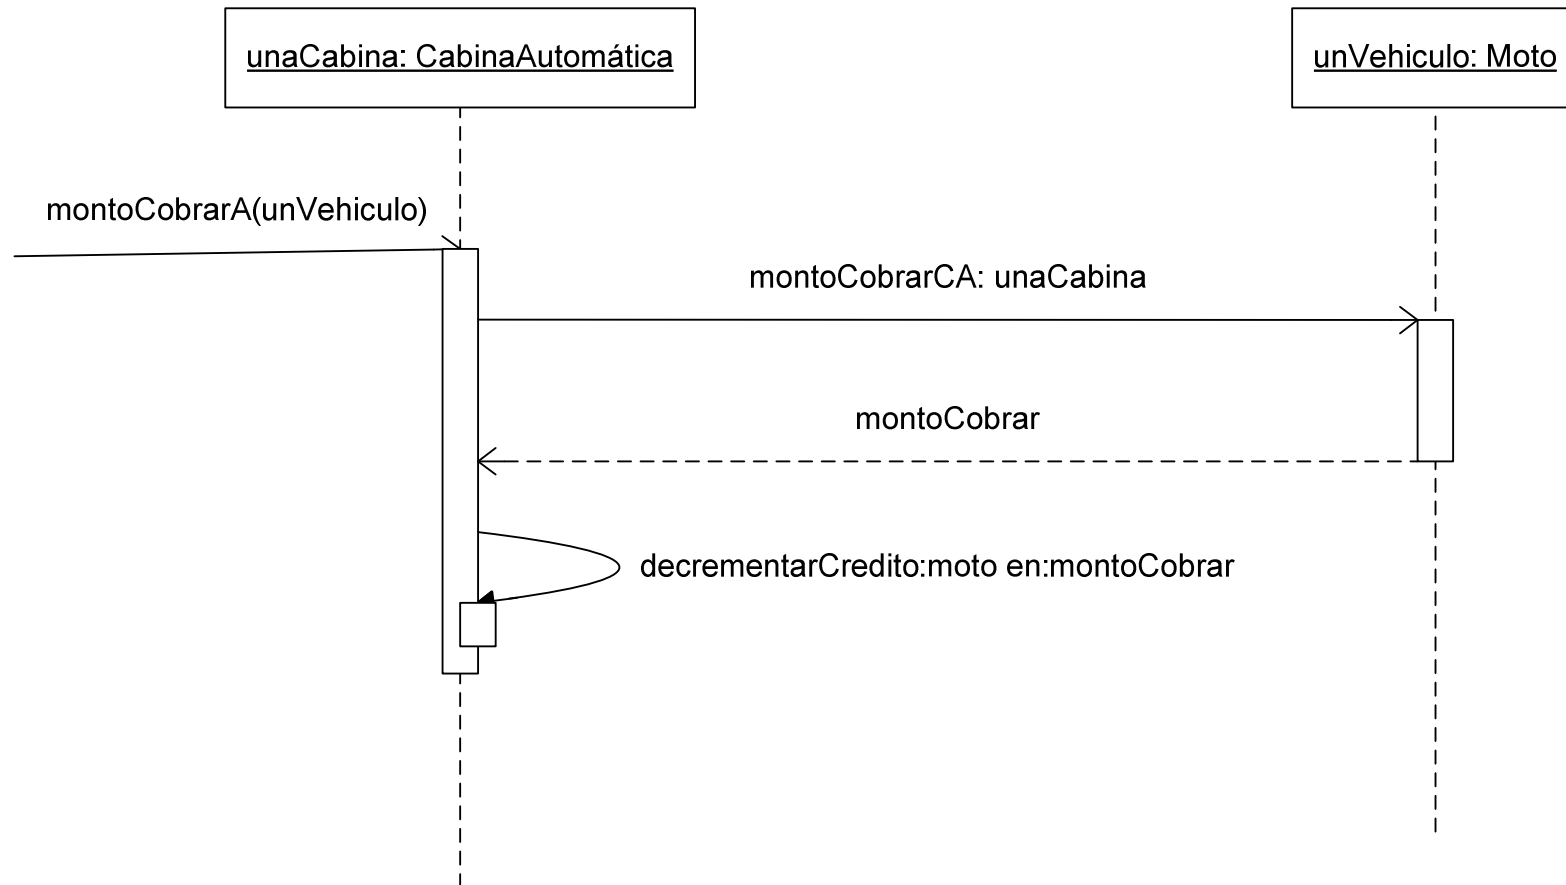 unaCabina: CabinaAutomática
unVehiculo: Moto
montoCobrarA(unVehiculo)
montoCobrarCA: unaCabina
montoCobrar
decrementarCredito:moto en:montoCobrar